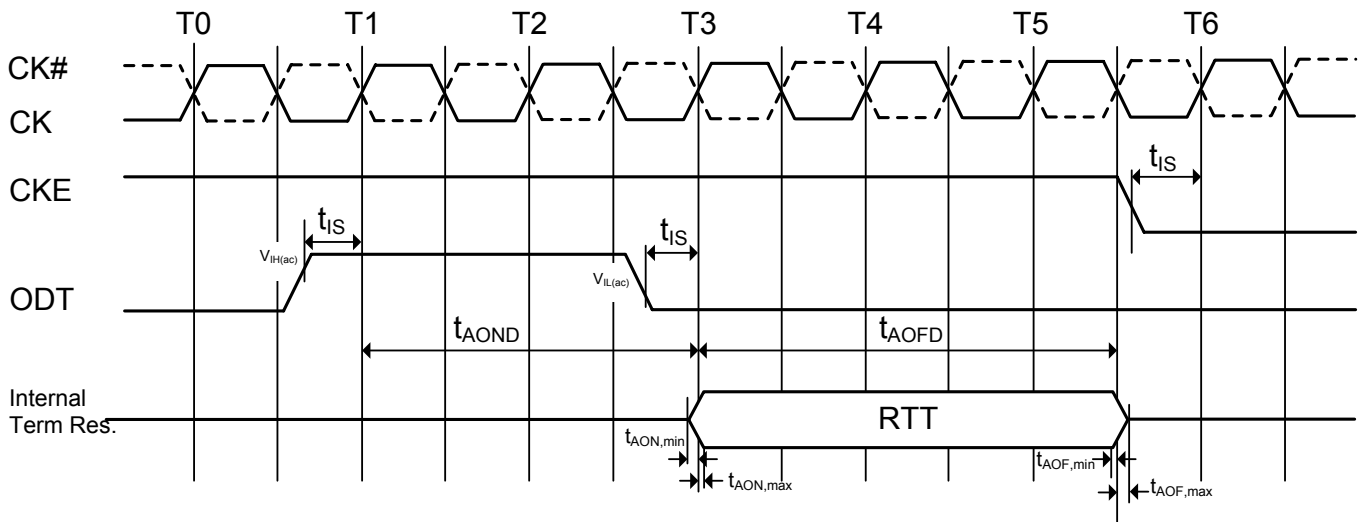 T0 T1 T2 T3 T4 T5 T6
CK#
CK
CKE
tIS
tIS
tIS
VIH(ac)
VIL(ac)
ODT
tAOND
tAOFD
Internal
Term Res.
RTT
tAON,min
tAOF,min
tAON,max
tAOF,max